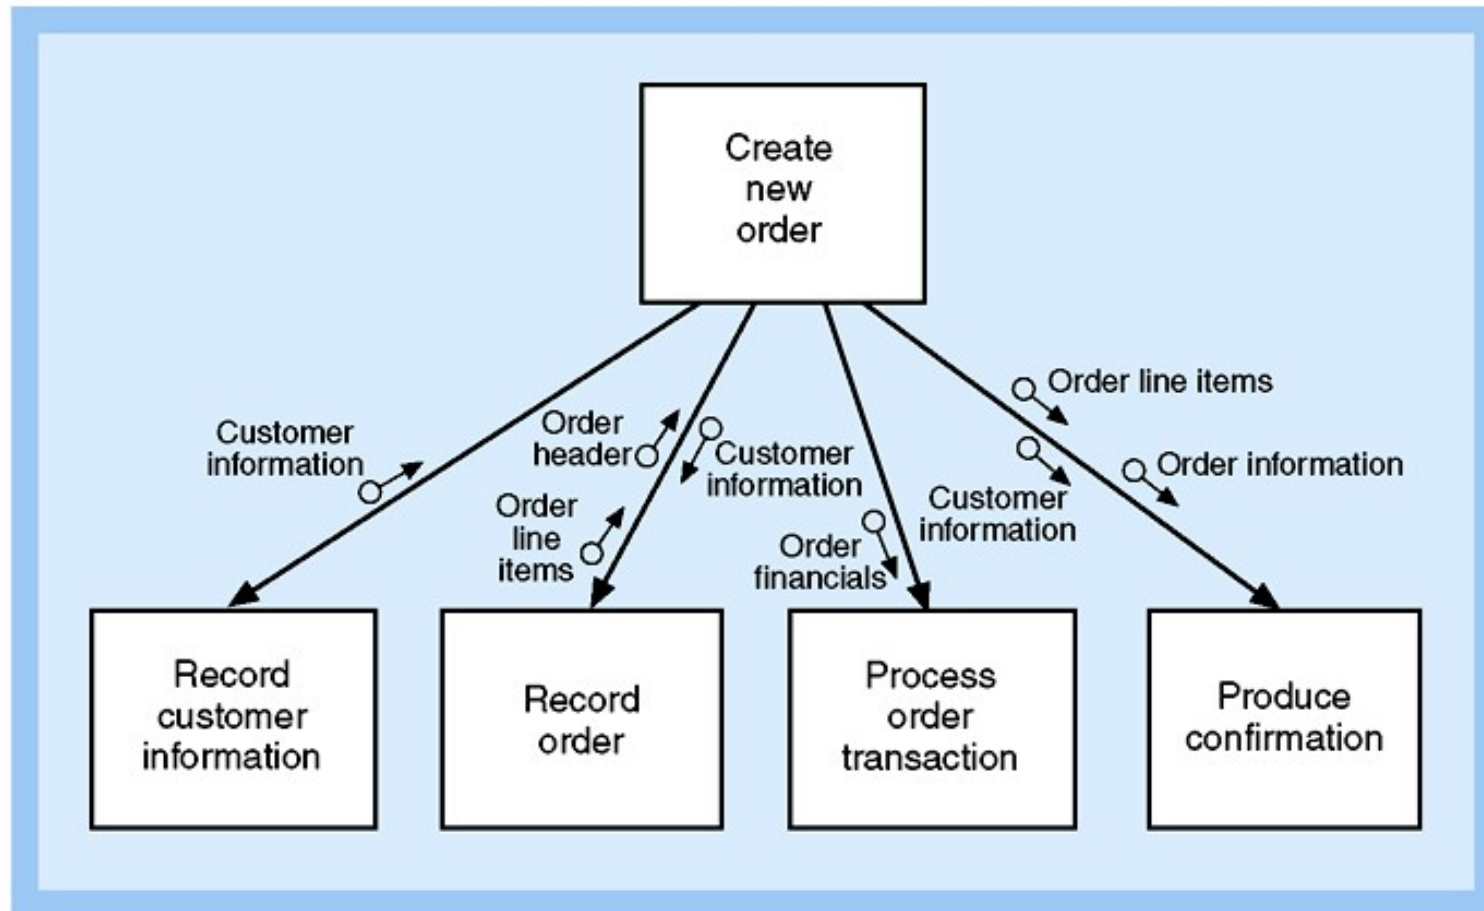 Create
new
order
Order line items
Customer
information
Order
header
Customer
information
Order information
Order
line
items
Customer
information
Order
financials
Record
customer
information
Record
order
Process
order
transaction
Produce
confirmation